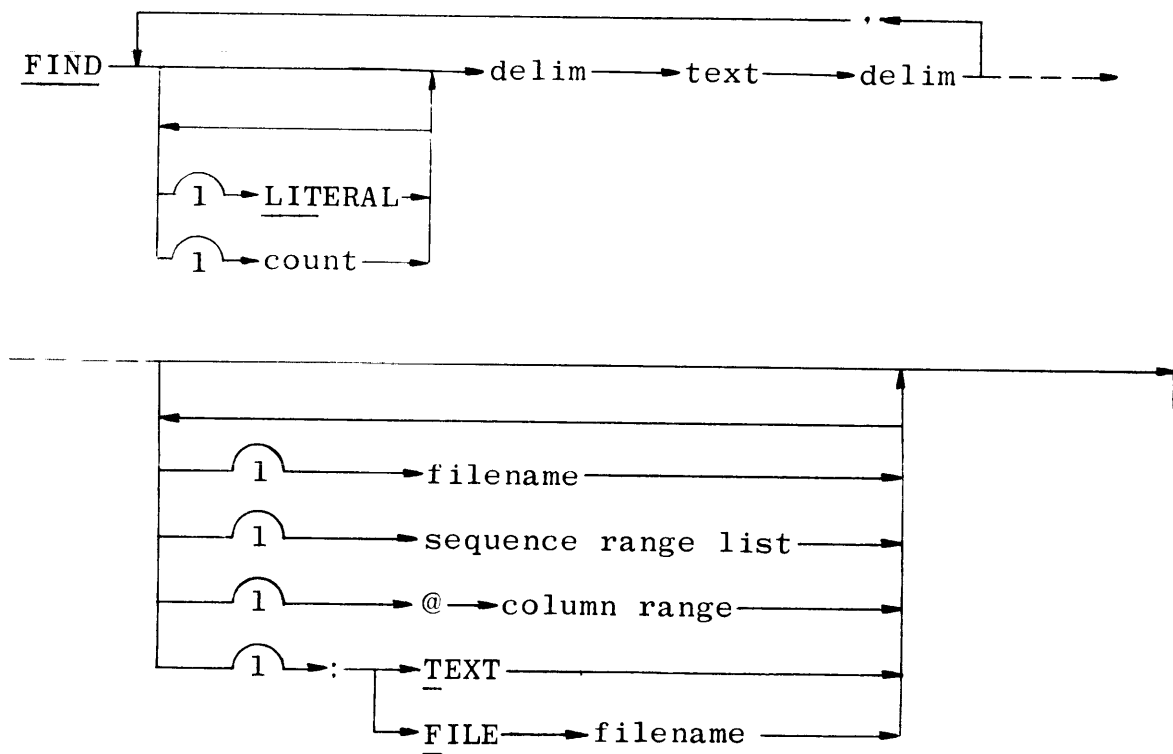 ,
FIND delim text delim
1 LITERAL
1 count
1 filename
1 sequence range list
1 @ column range
1 : TEXT
FILE filename